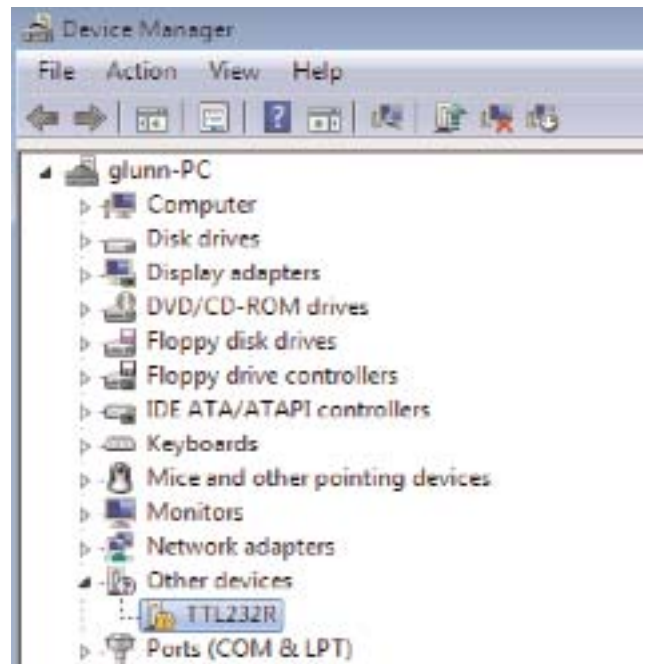 Device Manager
File Action View Help
glunn-PC
Computer
Disk drives
Display adapters
DVD/CD-ROM drives
Floppy disk drives
Floppy drive controllers
IDE ATA/ATAPI controllers
Keyboards
Mice and other pointing devices
Monitors
Network adapters
Other devices
TTL232R
Ports (COM & LPT)